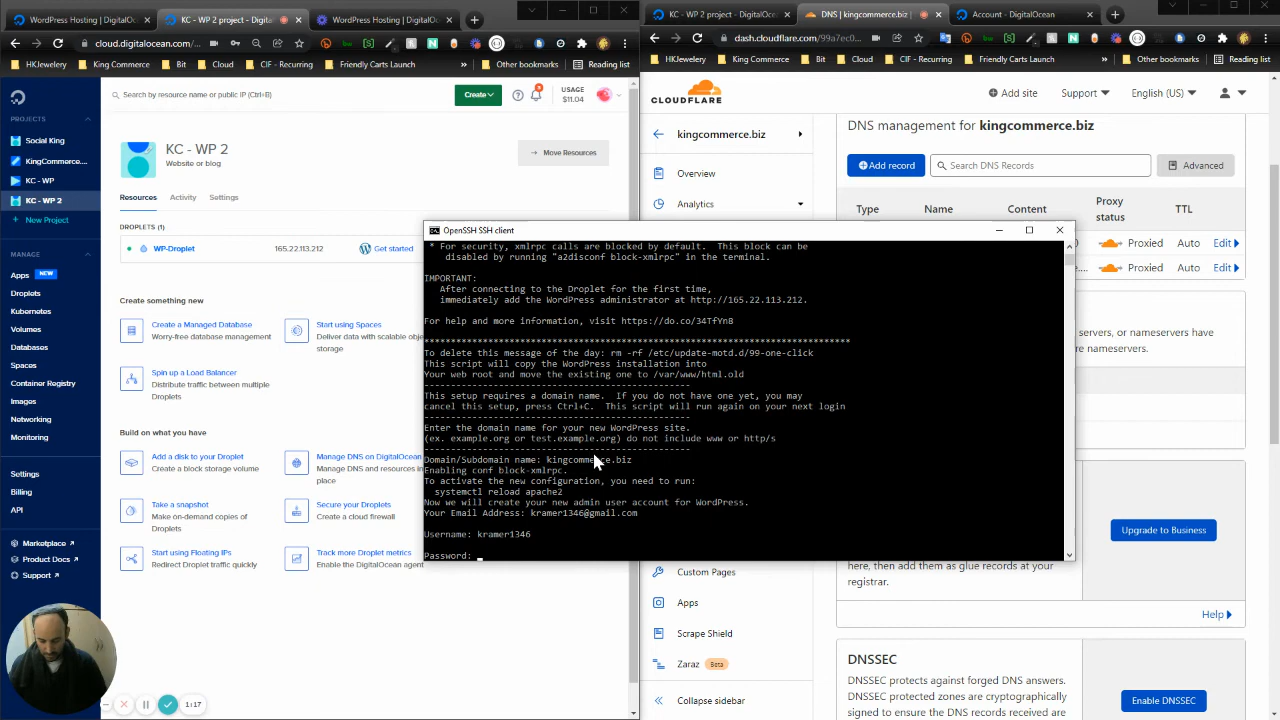 WordPress Hosting | DigitalOc
KC - WP 2 project - Digital
WordPress Hosting | Digital
cloud.digitalocean.com/
HKJewelery
King Commerce
Bit
Cloud
CIF - Recurring
Friendly Carts Launch
»
Other bookmarks
Reading list
Search by resource name or public IP (Ctrl+B)
Create
USAGE
$11.04
PROJECTS
Social King
KingCommerce....
KC - WP
KC - WP 2
New Project
MANAGE
Apps NEW
Droplets
Kubernetes
Volumes
Databases
Spaces
Container Registry
Images
Networking
Monitoring
Settings
Billing
API
Marketplace
Product Docs
Support
KC - WP 2
Website or blog
Move Resources
Resources
Activity
Settings
DROPLETS (1)
WP-Droplet
165.22.113.212
Get started
Create something new
Create a Managed Database
Worry-free database management
Start using Spaces
Deliver data with scalable obje
storage
Spin up a Load Balancer
Distribute traffic between multiple
Droplets
Build on what you have
Add a disk to your Droplet
Create a block storage volume
Manage DNS on DigitalOcean
Manage DNS and resources in
place
Take a snapshot
Make on-demand copies of
Droplets
Secure your Droplets
Create a cloud firewall
Start using Floating IPs
Redirect Droplet traffic quickly
Track more Droplet metrics
Enable the DigitalOcean agent
1:17
KC - WP 2 project - DigitalOcea
DNS | kingcommerce.biz |
Account - DigitalOcean
dash.cloudflare.com/99a7ec0...
HKJewelery
King Commerce
Bit
Cloud
CIF - Recurring
Friendly Carts Launch
»
Other bookmarks
Reading list
CLOUDFLARE
Add site
Support
English (US)
kingcommerce.biz
Overview
Analytics
DNS management for kingcommerce.biz
Add record
Search DNS Records
Advanced
Type
Name
Content
Proxy
status
TTL
Proxied
Auto
Edit
Proxied
Auto
Edit
servers, or nameservers have
nameservers.
Upgrade to Business
here, then add them as glue records at your
registrar.
Help
Custom Pages
Apps
Scrape Shield
Zaraz Beta
Collapse sidebar
DNSSEC
DNSSEC protects against forged DNS answers.
DNSSEC protected zones are cryptographically
signed to ensure the DNS records received are
Enable DNSSEC
OpenSSH SSH client
* For security, xmlrpc calls are blocked by default.  This block can be
disabled by running "a2disconf block-xmlrpc" in the terminal.
IMPORTANT:
After connecting to the Droplet for the first time,
immediately add the WordPress administrator at http://165.22.113.212.
For help and more information, visit https://do.co/34TfYn8
********************************************************************************
To delete this message of the day: rm -rf /etc/update-motd.d/99-one-click
This script will copy the WordPress installation into
Your web root and move the existing one to /var/www/html.old
--------------------------------------------------
This setup requires a domain name.  If you do not have one yet, you may
cancel this setup, press Ctrl+C.  This script will run again on your next login
--------------------------------------------------
Enter the domain name for your new WordPress site.
(ex. example.org or test.example.org) do not include www or http/s
--------------------------------------------------
Domain/Subdomain name: kingcommerce.biz
Enabling conf block-xmlrpc.
To activate the new configuration, you need to run:
systemctl reload apache2
Now we will create your new admin user account for WordPress.
Your Email Address: kramer1346@gmail.com
Username: kramer1346
Password: